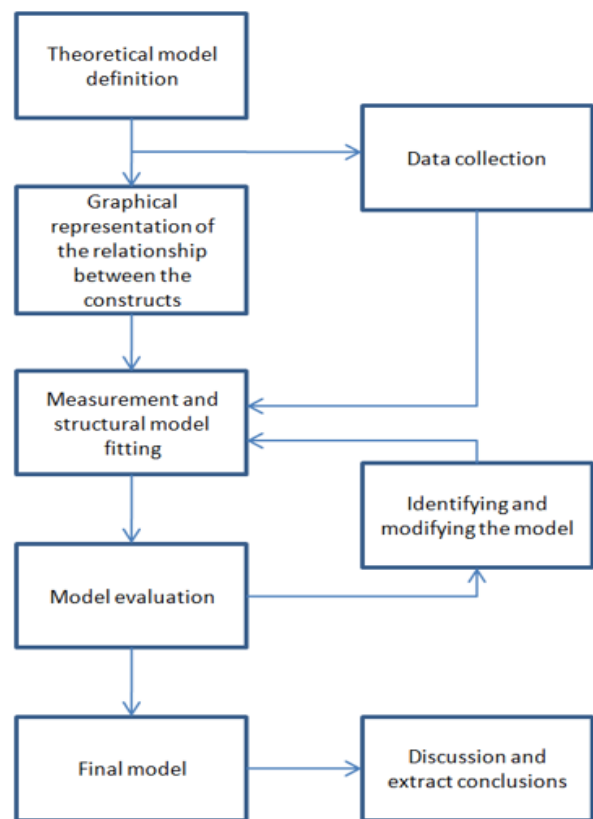 Theoretical model
definition
Data collection
Graphical
representation of
the relationship
between the
constructs
Measurement and
structural model
fitting
Identifying and
modifying the model
Model evaluation
Final model
Discussion and
extract conclusions